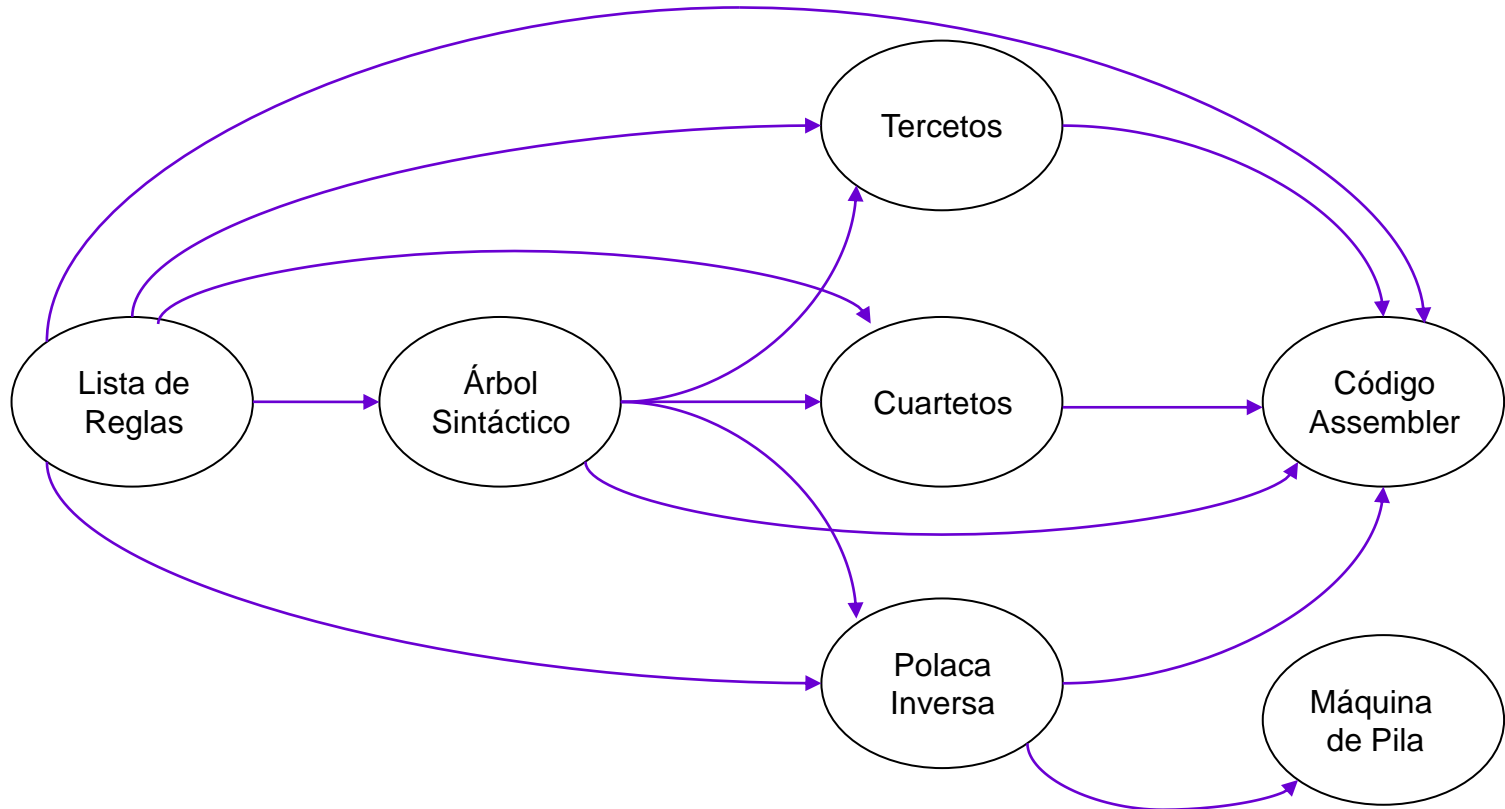 Tercetos
Lista de
Reglas
Árbol
Sintáctico
Cuartetos
Código
Assembler
Polaca
Inversa
Máquina
de Pila